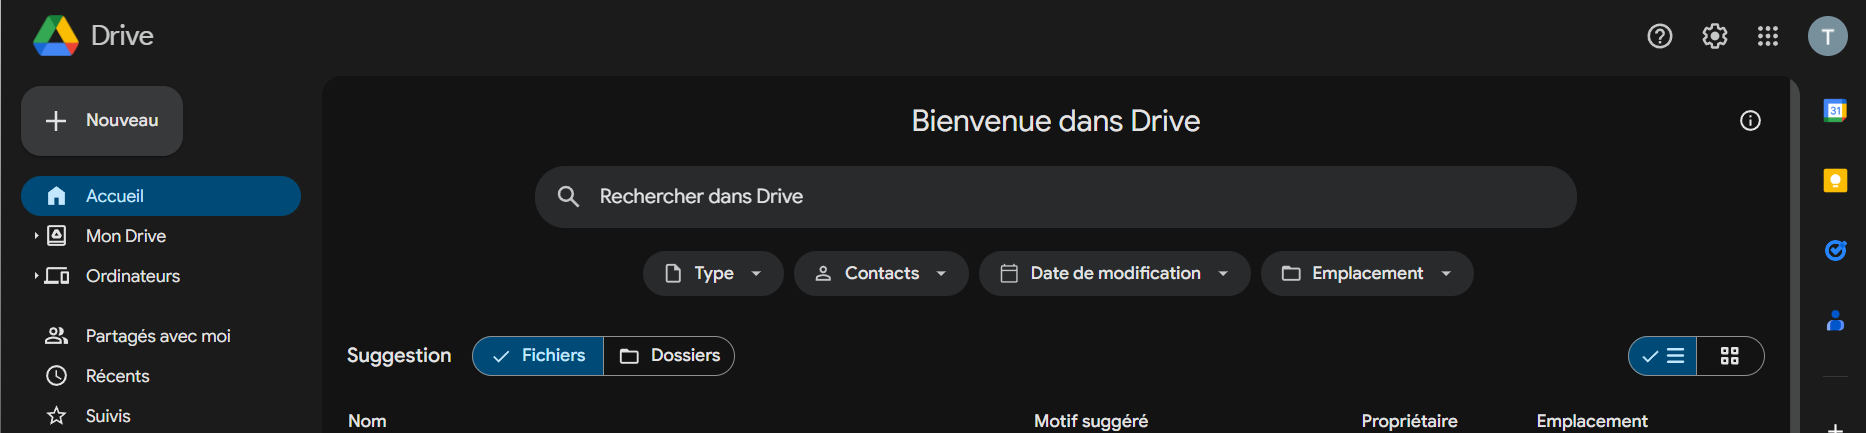 Drive
T
Nouveau
Bienvenue dans Drive
31
Accueil
Rechercher dans Drive
Mon Drive
Ordinateurs
Type
Contacts
Date de modification
Emplacement
Partagés avec moi
Suggestion
Fichiers
Dossiers
Récents
Suivis
Nom
Motif suggéré
Propriétaire
Emplacement